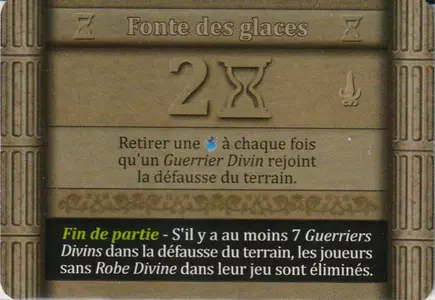 Fonte des glaces
2
Retirer une à chaque fois
qu'un Guerrier Divin rejoint
la défausse du terrain.
Fin de partie - S'il y a au moins 7 Guerriers
Divins dans la défausse du terrain, les joueurs
sans Robe Divine dans leur jeu sont éliminés.